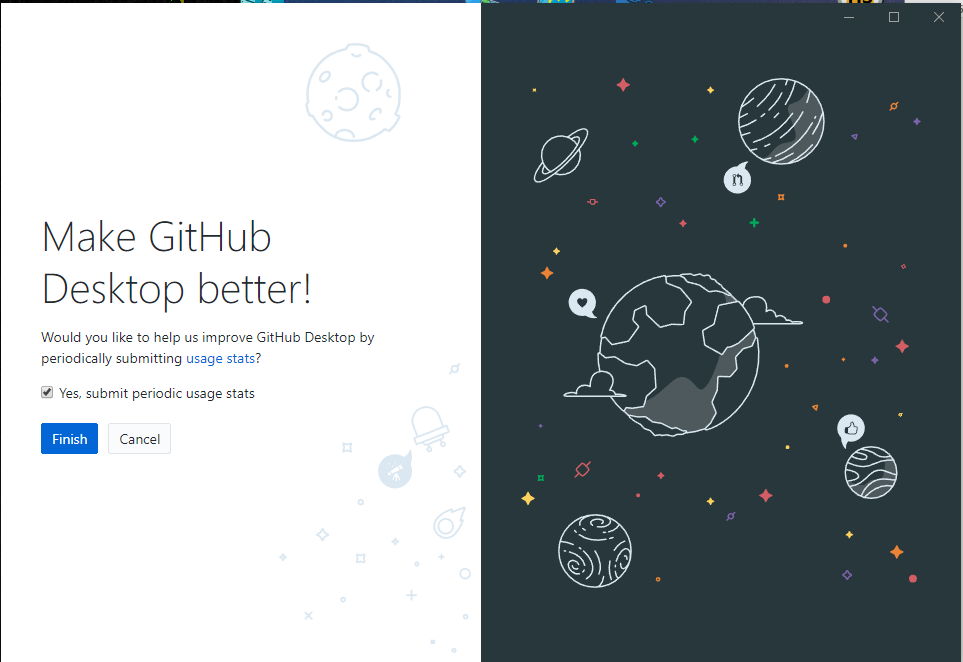 Make GitHub
Desktop better!
Would you like to help us improve GitHub Desktop by
periodically submitting usage stats?
Yes, submit periodic usage stats
Finish Cancel